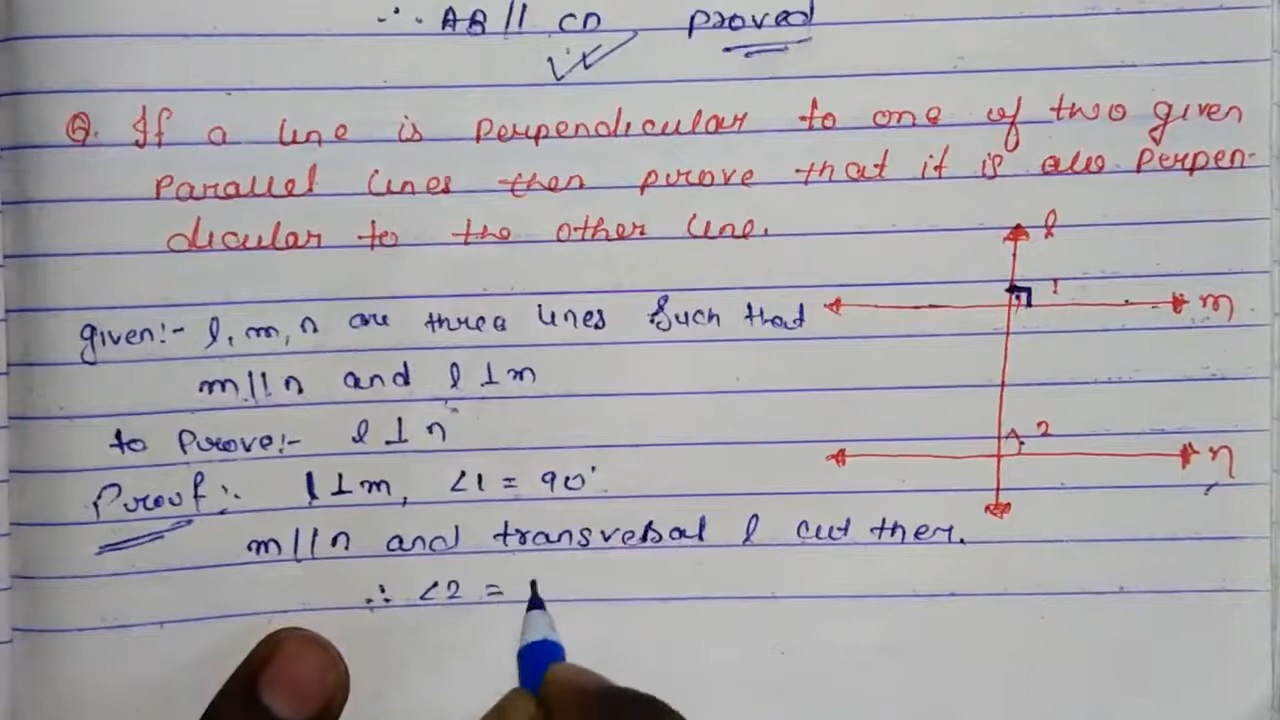 ∴ AB // CD proved
Q. If a line is perpendicular to one of two given
parallel lines then prove that it is also perpen-
dicular to the other line.
l
1
m
given:- l, m, n are three lines such that
m||n and l ⊥ m
to prove:- l ⊥ n
2
n
Proof:- l ⊥ m, ∠1 = 90°
m||n and transvebal l cut them.
∴ ∠2 =